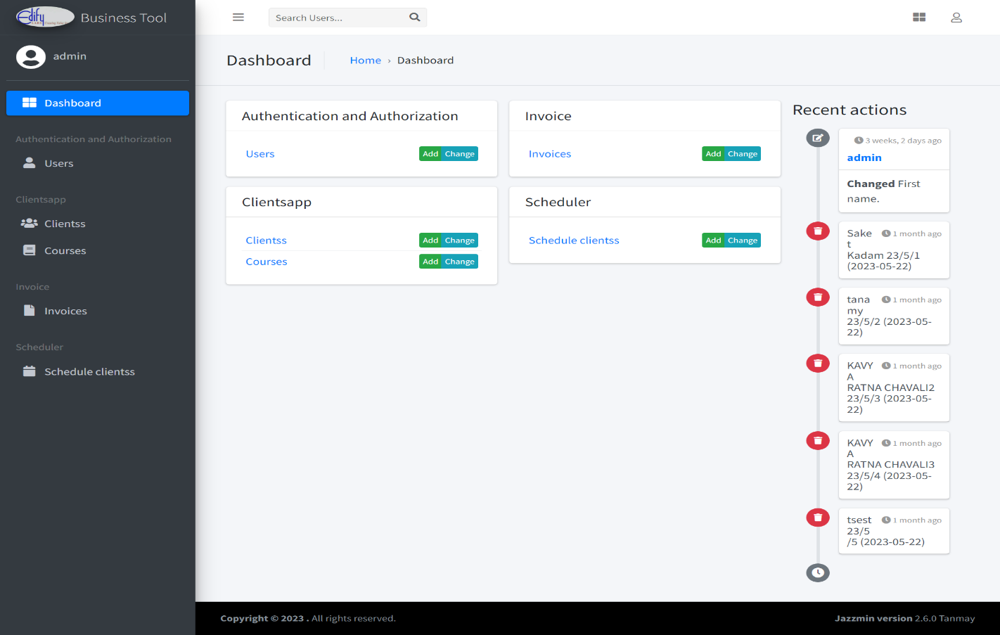 Edify
Business Tool
Search Users...
admin
Dashboard
Home › Dashboard
Dashboard
Authentication and Authorization
Users
Clientsapp
Clientss
Courses
Invoice
Invoices
Scheduler
Schedule clientss
Authentication and Authorization
Users Add Change
Invoice
Invoices Add Change
Clientsapp
Clientss Add Change
Courses Add Change
Scheduler
Schedule clientss Add Change
Recent actions
3 weeks, 2 days ago
admin
Changed First
name.
Sake 1 month ago
t
Kadam 23/5/1
(2023-05-22)
tana 1 month ago
my
23/5/2 (2023-05-
22)
KAVY 1 month ago
A
RATNA CHAVALI2
23/5/3 (2023-05-
22)
KAVY 1 month ago
A
RATNA CHAVALI3
23/5/4 (2023-05-
22)
tsest 1 month ago
23/5
/5 (2023-05-22)
Copyright © 2023 . All rights reserved.
Jazzmin version 2.6.0 Tanmay